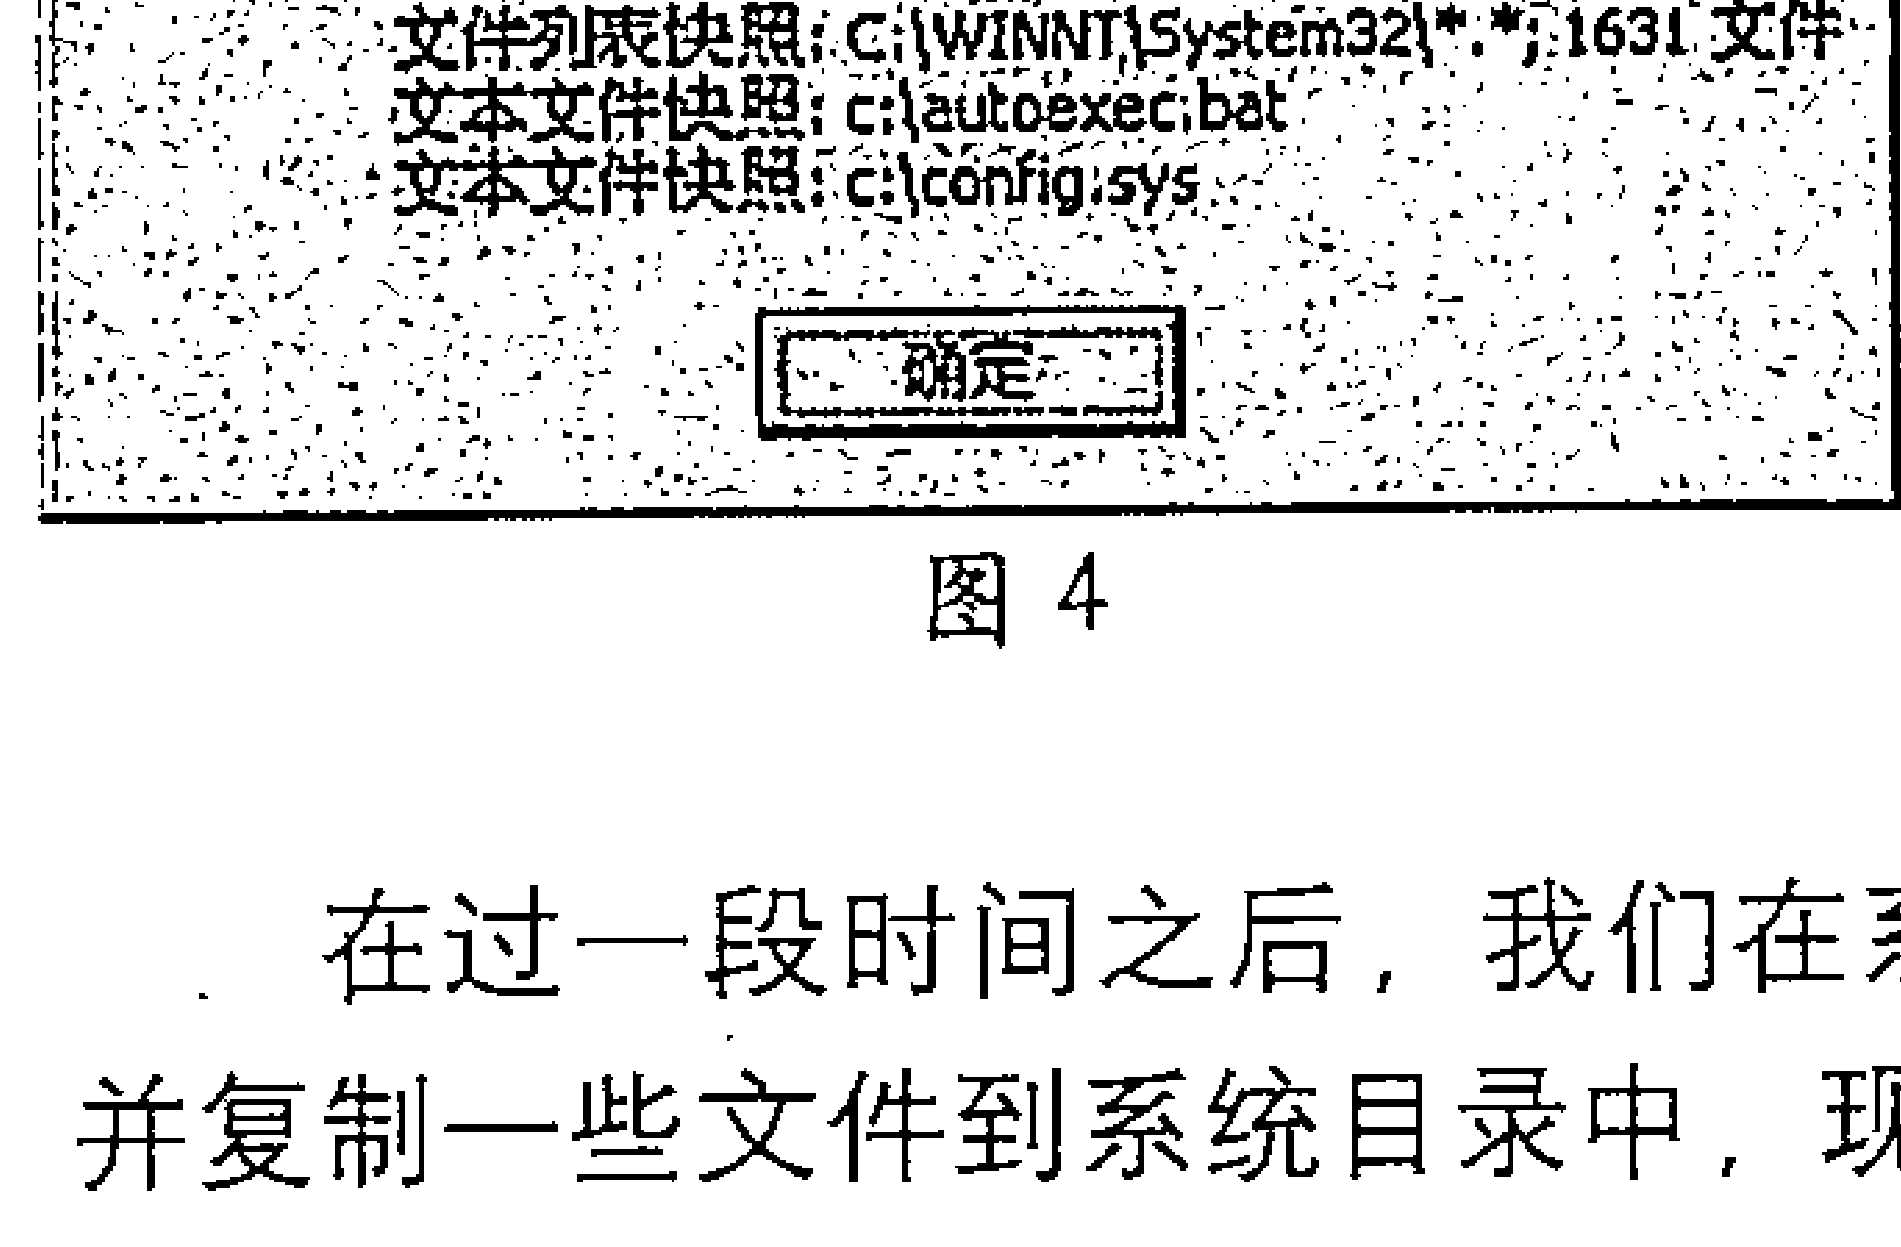 文件列表快照: C:\WINNT\System32\*.*; 1631 文件
文本文件快照: c:\autoexec.bat
文本文件快照: c:\config.sys
确定
图 4
在过一段时间之后, 我们在
并复制一些文件到系统目录中, 现